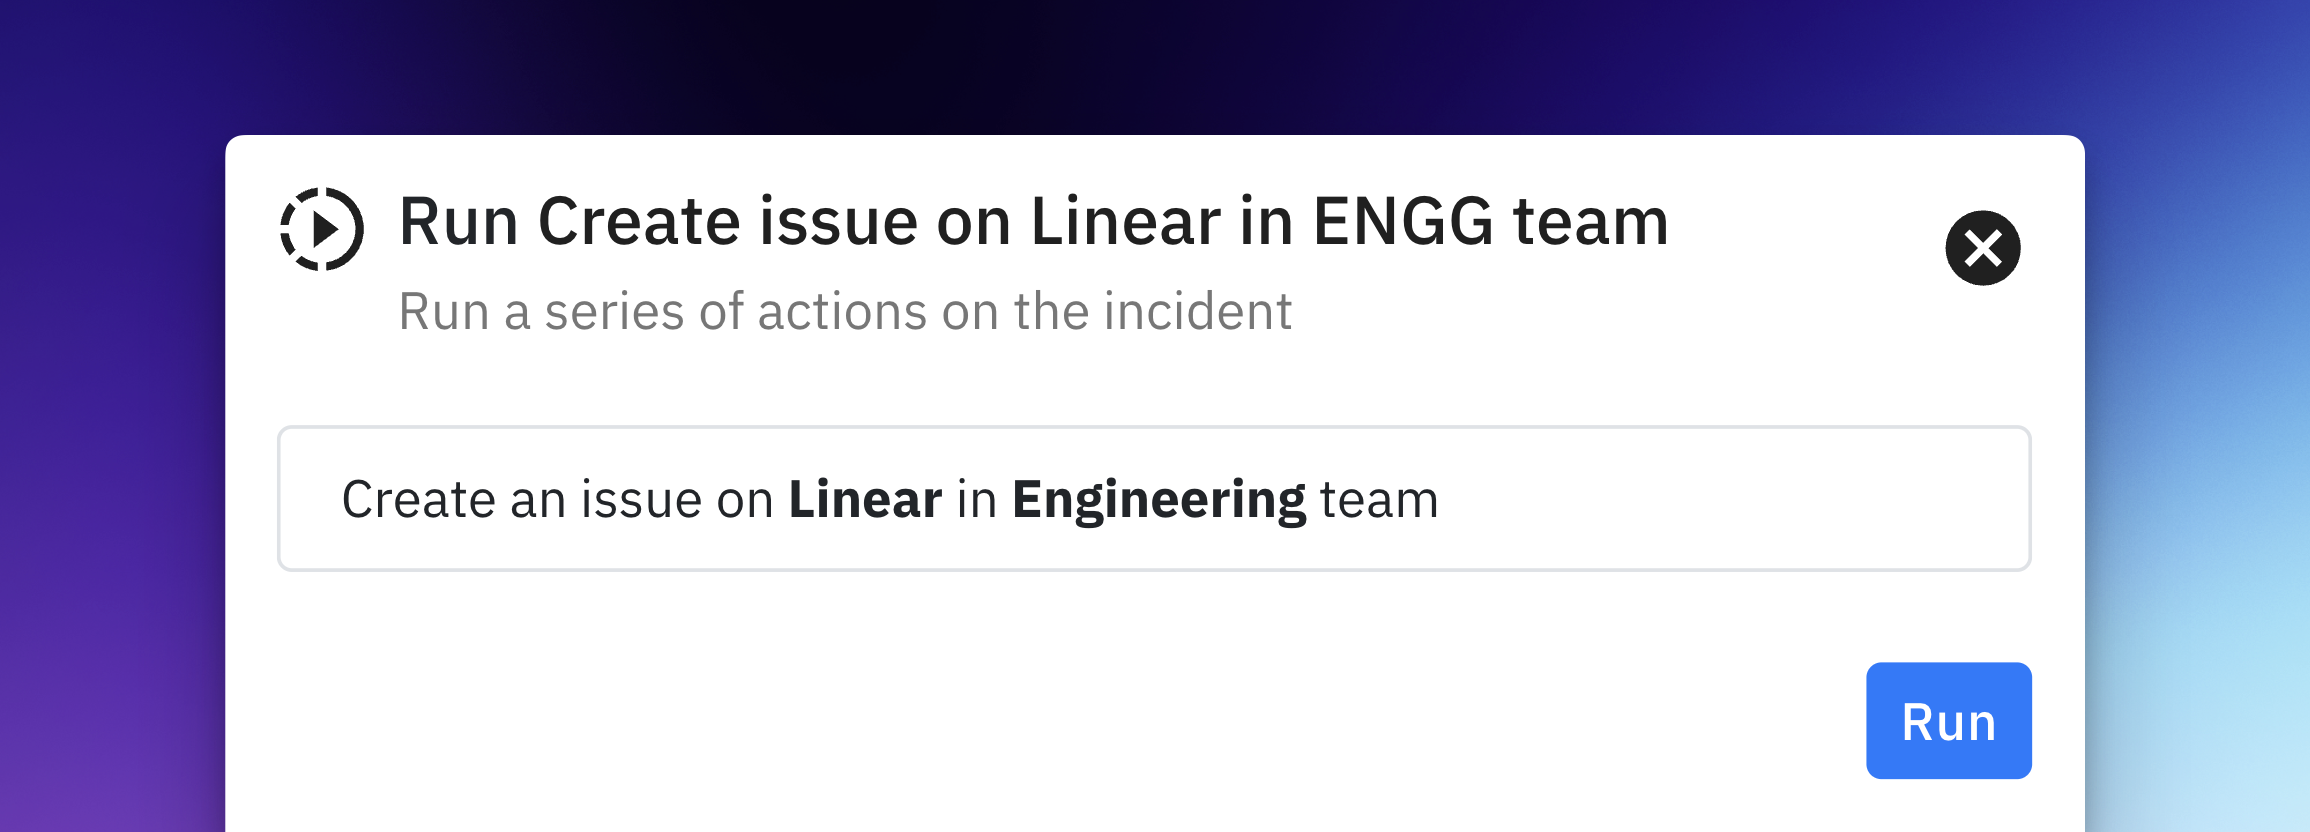 Run Create issue on Linear in ENGG team
Run a series of actions on the incident
Create an issue on Linear in Engineering team
Run